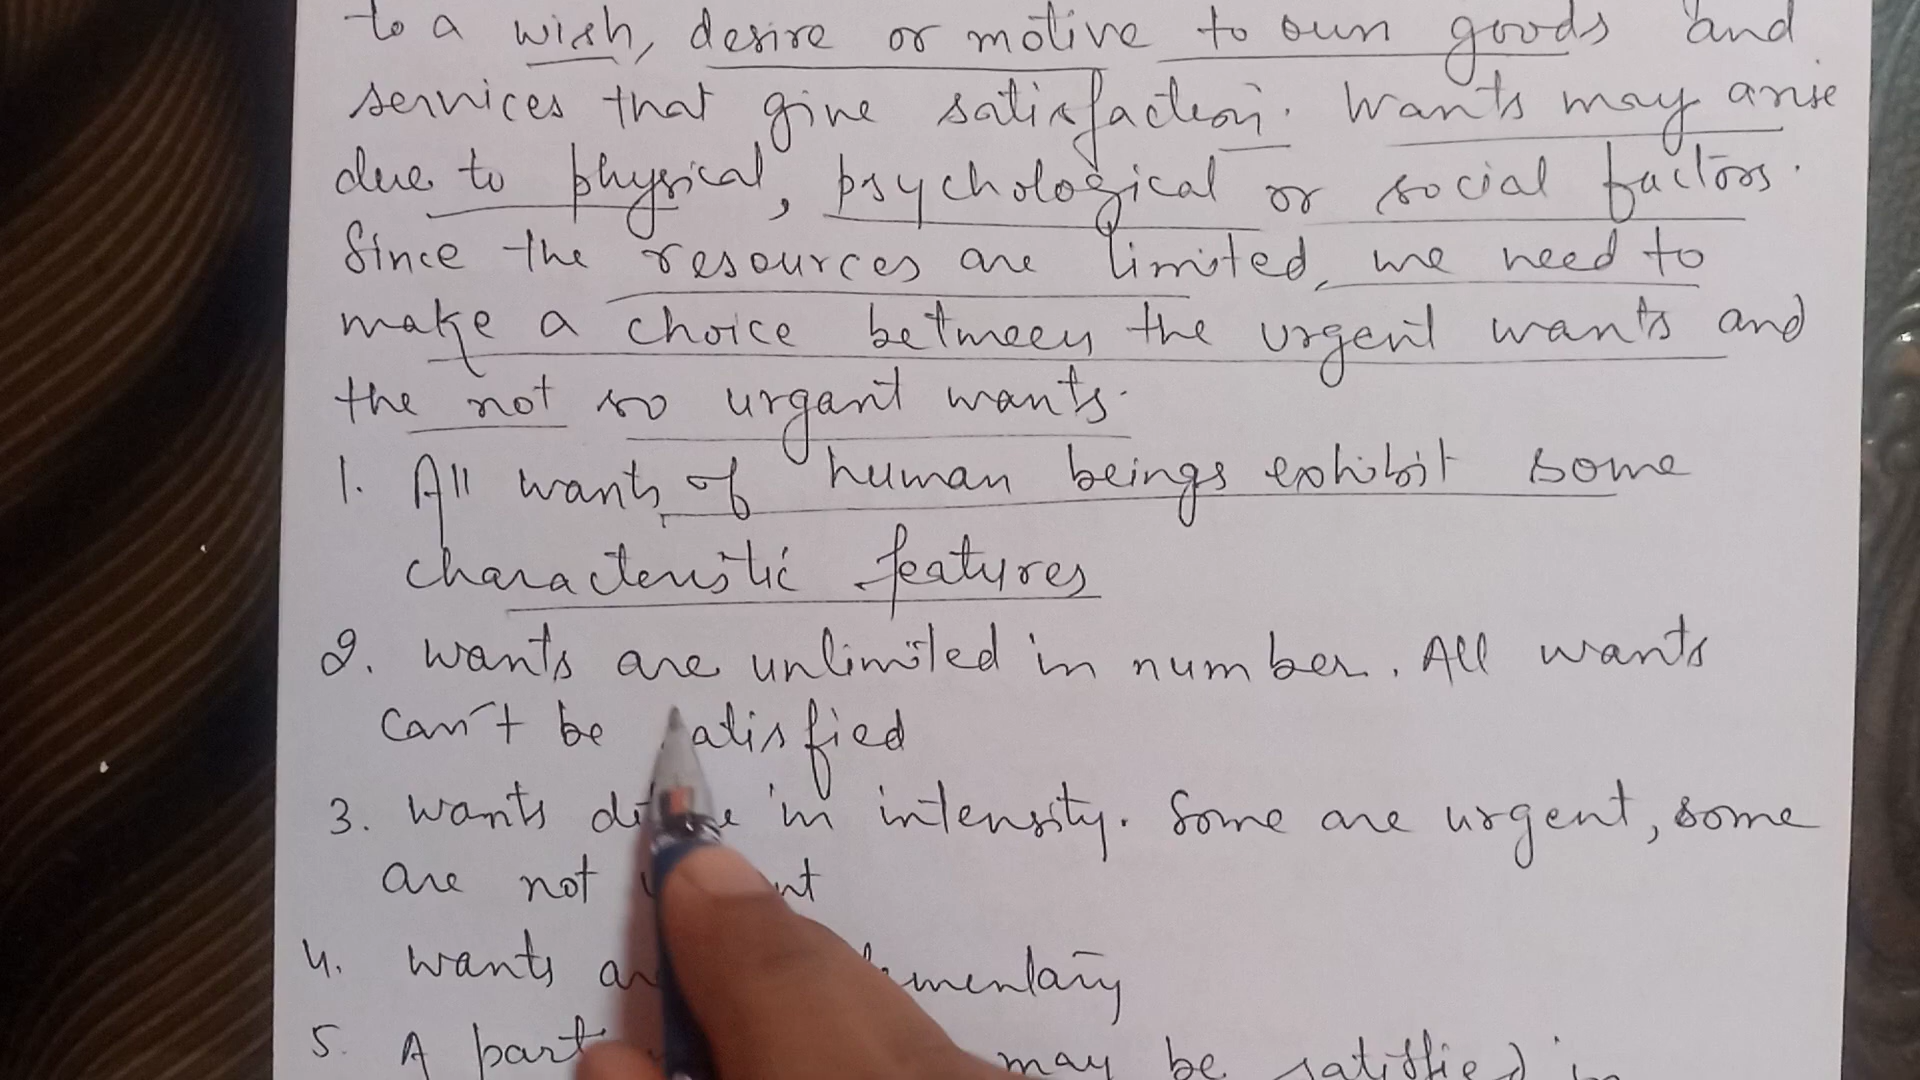 to a wish, desire or motive to own goods and
services that give satisfaction. Wants may arise
due to physical, psychological or social factors.
Since the resources are limited, we need to
make a choice between the urgent wants and
the not so urgant wants.
1. All wants of human beings exhibit some
characteristic features
2. Wants are unlimited in number. All wants
can't be satisfied
3. Wants in intensity. Some are urgent, some
are not
4. Wants
5. A may be satisfied in